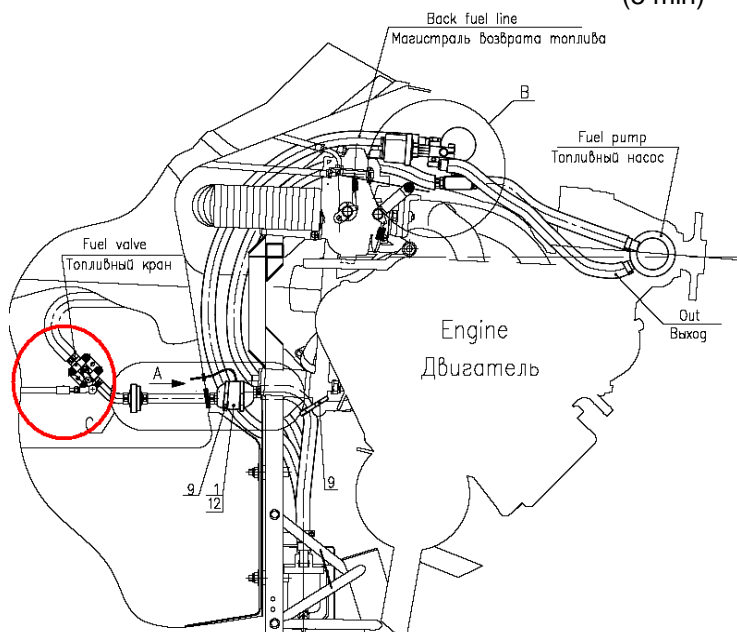 (3 min)
Back fuel line
Магистраль возврата топлива
B
Fuel pump
Топливный насос
Fuel valve
Топливный кран
Out
Выход
Engine
Двигатель
A
C
9 1 9
12